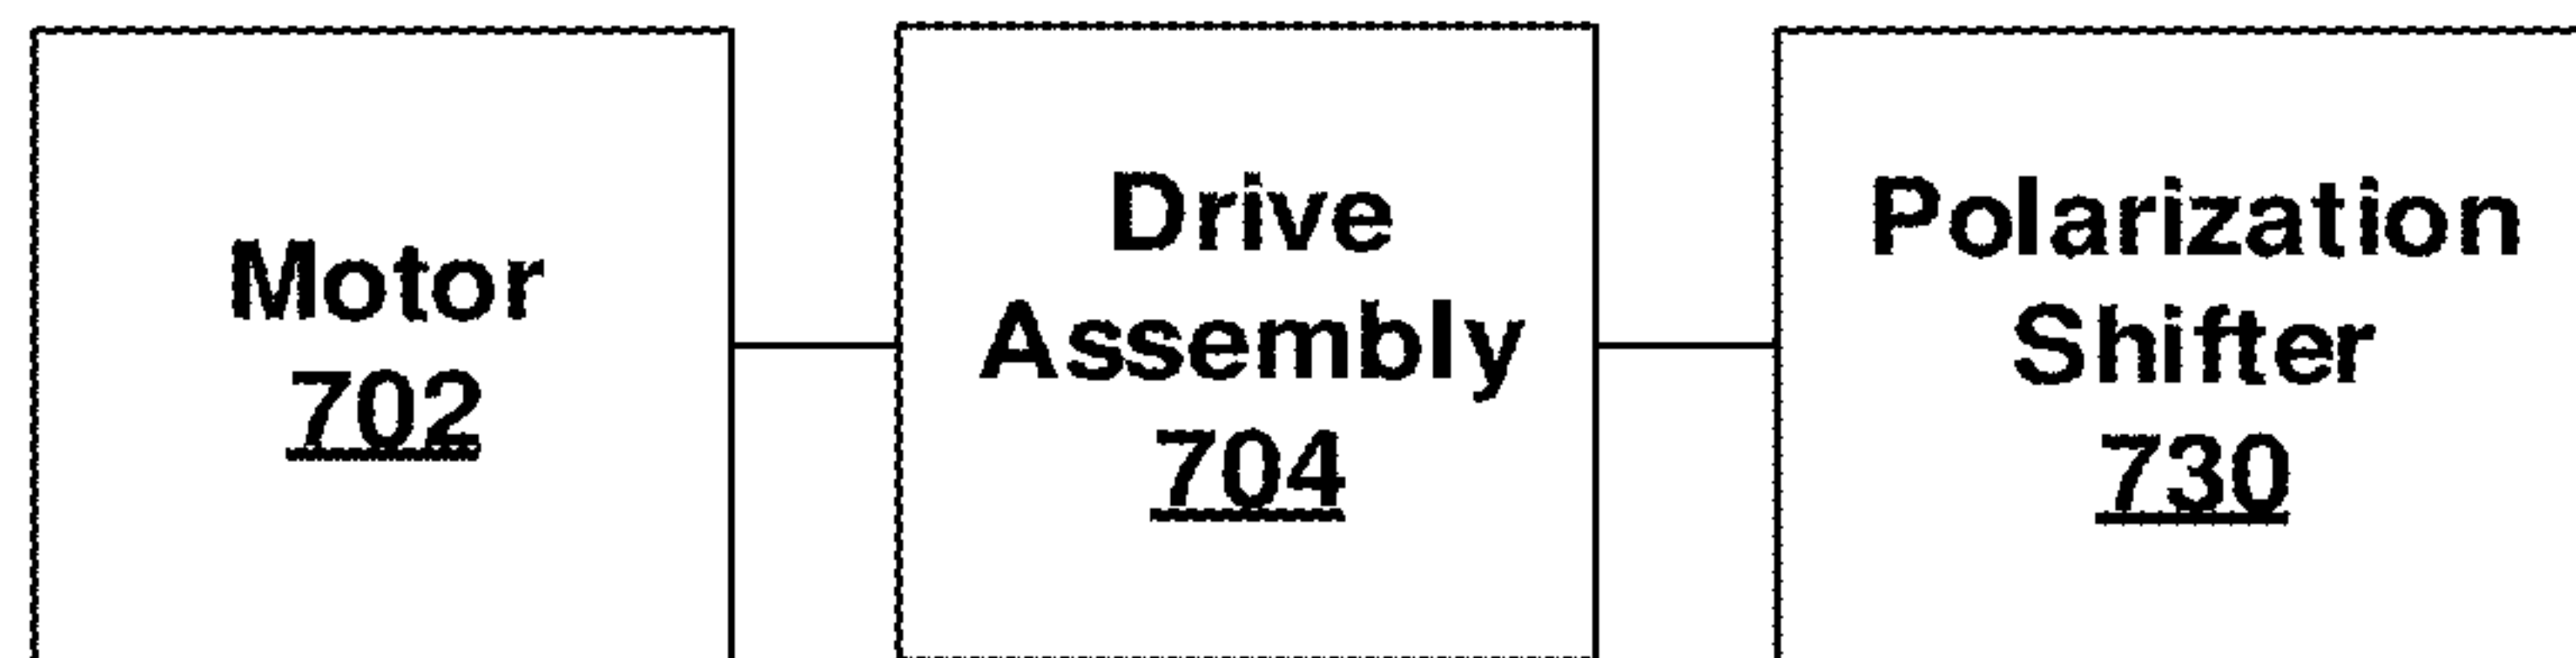 Motor
702
Drive
Assembly
704
Polarization
Shifter
730